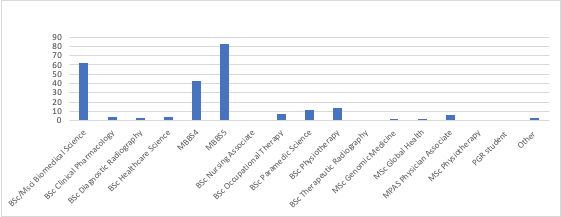 90
80
70
60
50
40
30
20
10
0
BSc/Msci Biomedical Science
BSc Clinical Pharmacology
BSc Diagnostic Radiography
BSc Healthcare Science
MBBS4
MBBS5
BSc Nursing Associate
BSc Occupational Therapy
BSc Paramedic Science
BSc Physiotherapy
BSc Therapeutic Radiography
MSc Genomic Medicine
MSc Global Health
MPAS Physician Associate
MSc Physiotherapy
PGR student
Other